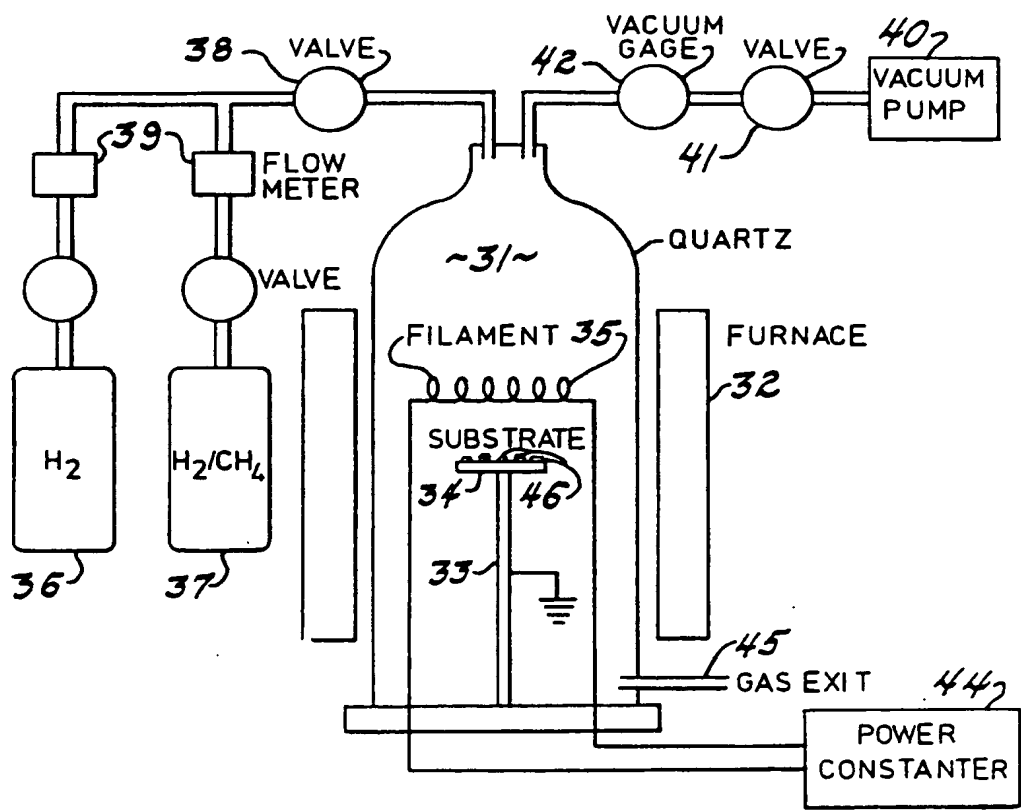 38
VALVE
42
VACUUM
GAGE
VALVE
41
40
VACUUM
PUMP
39
FLOW
METER
VALVE
~31~
QUARTZ
FILAMENT 35
FURNACE
32
SUBSTRATE
34
46
H2
H2/CH4
36
37
33
45
GAS EXIT
44
POWER
CONSTANTER